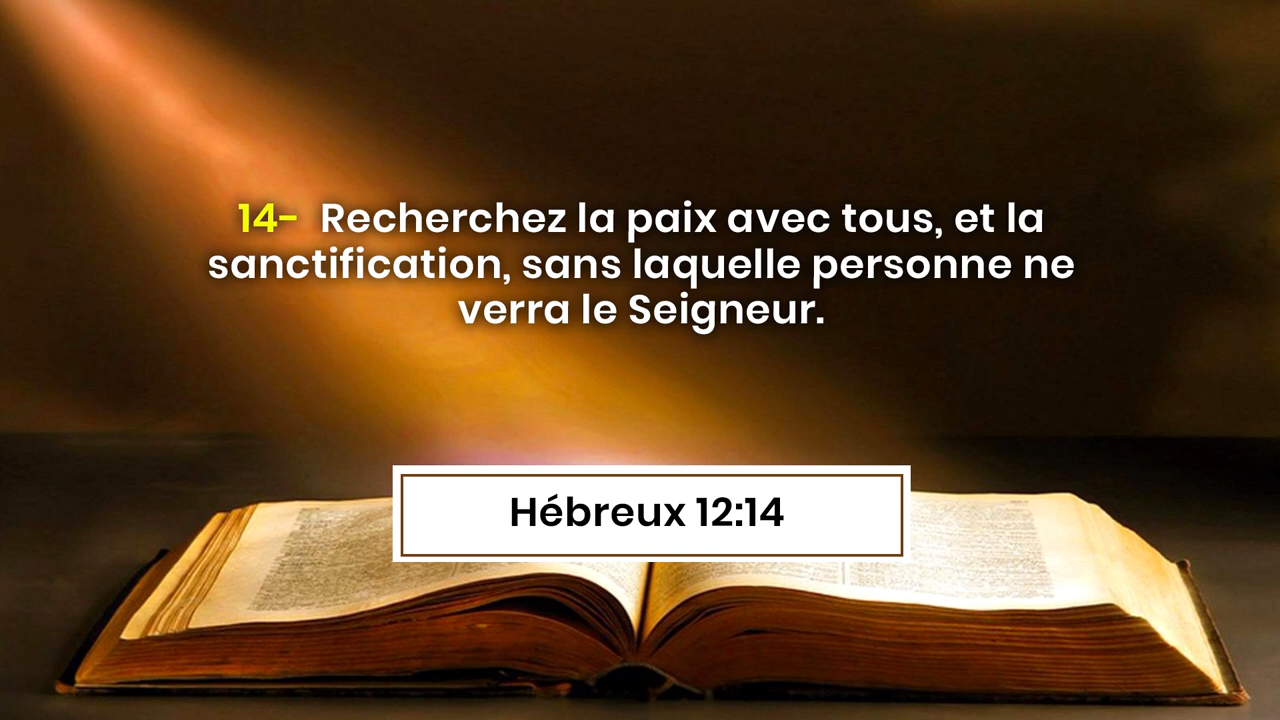 14- Recherchez la paix avec tous, et la
sanctification, sans laquelle personne ne
verra le Seigneur.
Hébreux 12:14